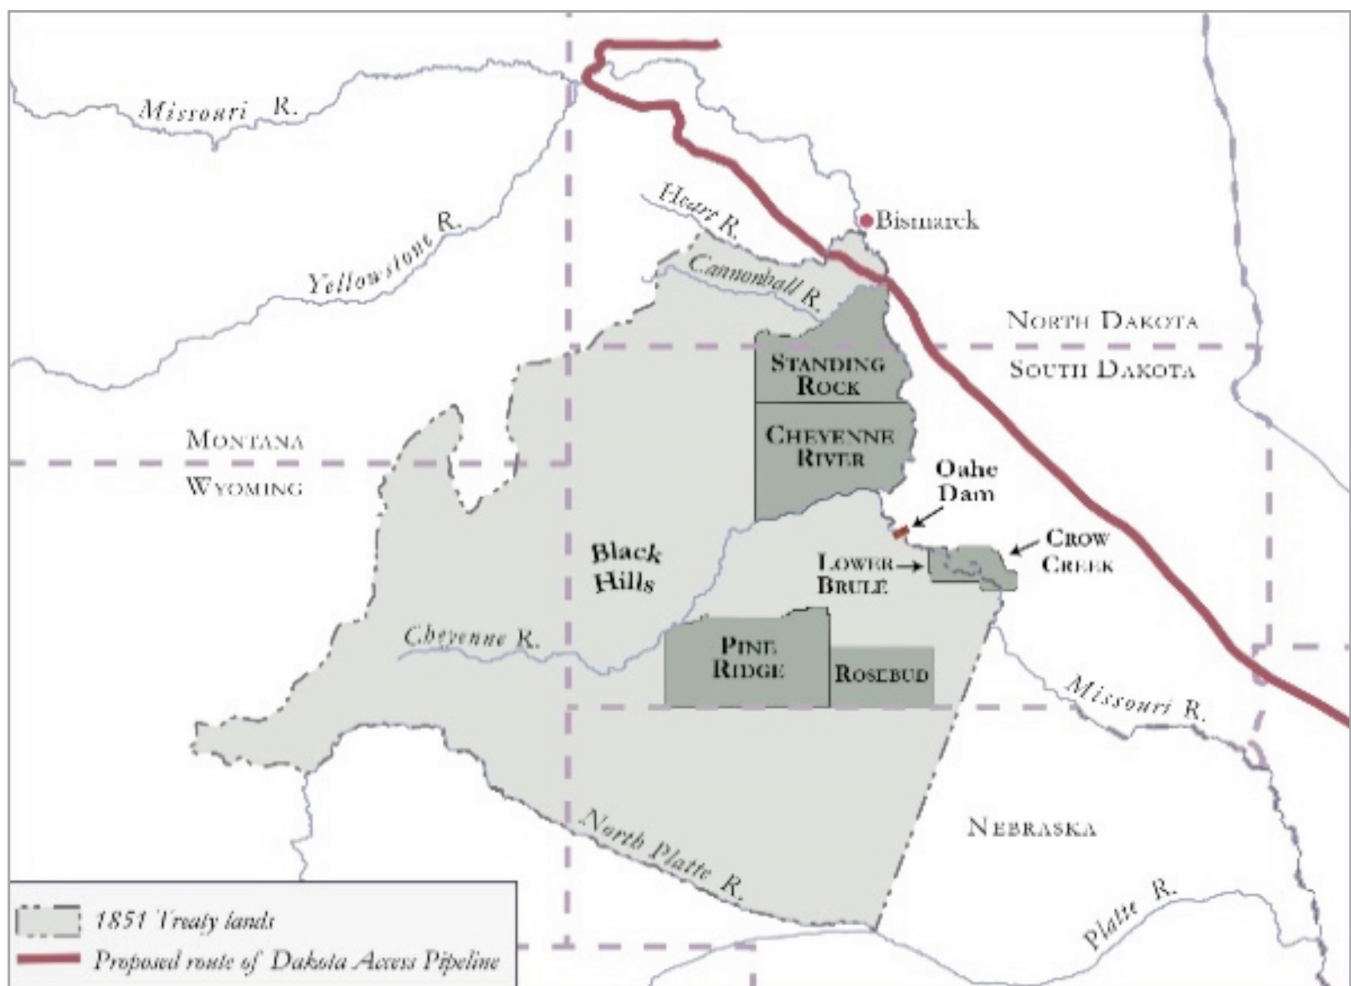 Missouri R.
Heart R.
Bismarck
Yellowstone R.
Cannonball R.
NORTH DAKOTA
SOUTH DAKOTA
STANDING
ROCK
MONTANA
WYOMING
CHEYENNE
RIVER
Oahe
Dam
Black
Hills
LOWER
BRULÉ
CROW
CREEK
Cheyenne R.
PINE
RIDGE
ROSEBUD
Missouri R.
North Platte R.
NEBRASKA
Platte R.
1851 Treaty lands
Proposed route of Dakota Access Pipeline